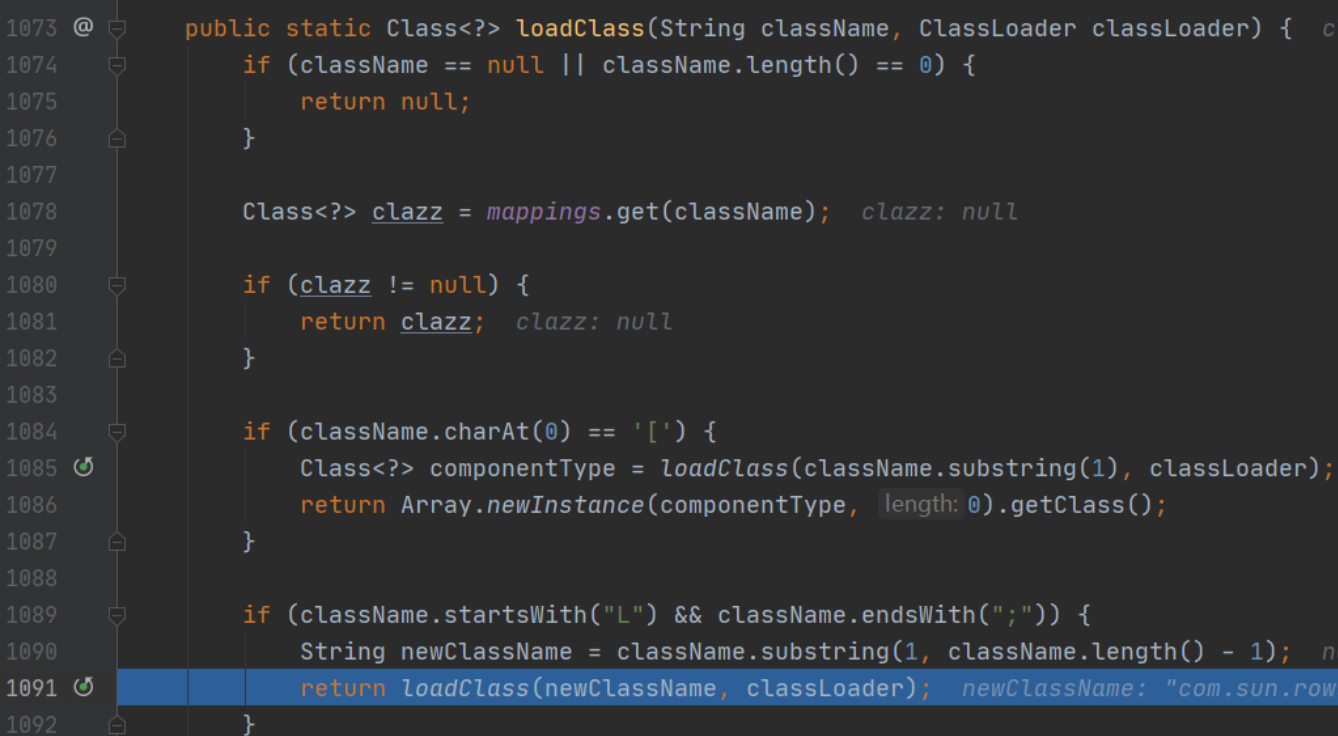 1073 @ public static Class<?> loadClass(String className, ClassLoader classLoader) { c
1074 if (className == null || className.length() == 0) {
1075 return null;
1076 }
1077
1078 Class<?> clazz = mappings.get(className); clazz: null
1079
1080 if (clazz != null) {
1081 return clazz; clazz: null
1082 }
1083
1084 if (className.charAt(0) == '[') {
1085 Class<?> componentType = loadClass(className.substring(1), classLoader);
1086 return Array.newInstance(componentType, length: 0).getClass();
1087 }
1088
1089 if (className.startsWith("L") && className.endsWith(";")) {
1090 String newClassName = className.substring(1, className.length() - 1); n
1091 return loadClass(newClassName, classLoader); newClassName: "com.sun.row
1092 }